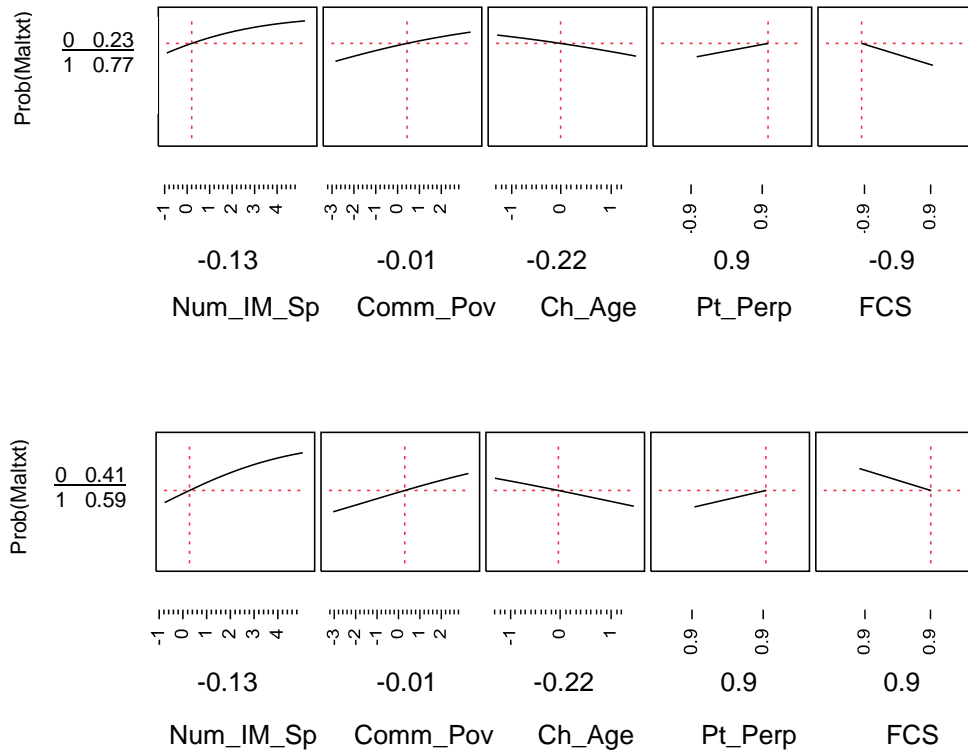 Prob(Maltxt)
0 0.23
1 0.77
-1 0 1 2 3 4
-3 -2 -1 0 1 2
-1 0 1
-0.9 0.9
-0.9 0.9
-0.13 -0.01 -0.22 0.9 -0.9
Num_IM_Sp Comm_Pov Ch_Age Pt_Perp FCS
Prob(Maltxt)
0 0.41
1 0.59
-1 0 1 2 3 4
-3 -2 -1 0 1 2
-1 0 1
0.9 0.9
0.9 0.9
-0.13 -0.01 -0.22 0.9 0.9
Num_IM_Sp Comm_Pov Ch_Age Pt_Perp FCS